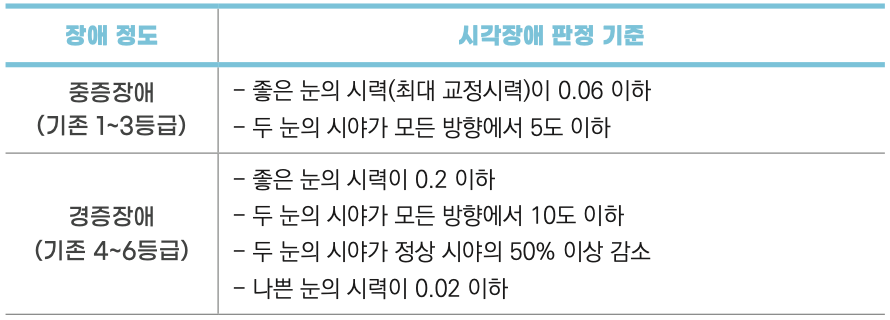 장애 정도 시각장애 판정 기준
중증장애
(기존 1~3등급)
- 좋은 눈의 시력(최대 교정시력)이 0.06 이하
- 두 눈의 시야가 모든 방향에서 5도 이하
경증장애
(기존 4~6등급)
- 좋은 눈의 시력이 0.2 이하
- 두 눈의 시야가 모든 방향에서 10도 이하
- 두 눈의 시야가 정상 시야의 50% 이상 감소
- 나쁜 눈의 시력이 0.02 이하